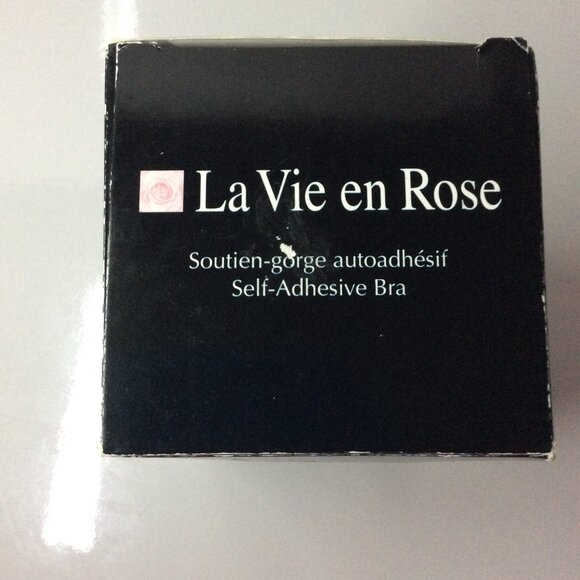 La Vie en Rose
Soutien-gorge autoadhésif
Self-Adhesive Bra